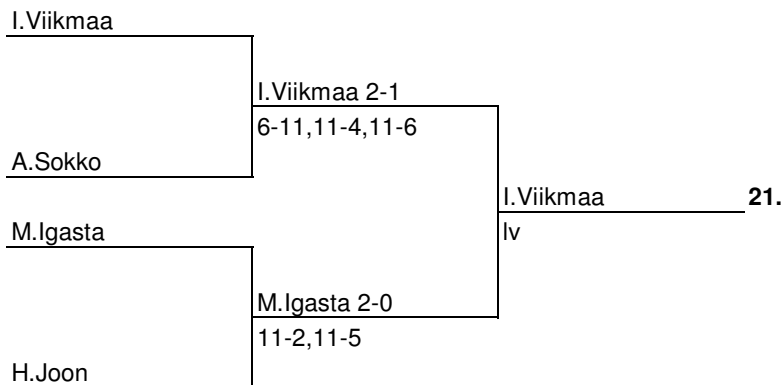 I.Viikmaa
I.Viikmaa 2-1
6-11,11-4,11-6
A.Sokko
I.Viikmaa 21.
lv
M.Igasta
M.Igasta 2-0
11-2,11-5
H.Joon